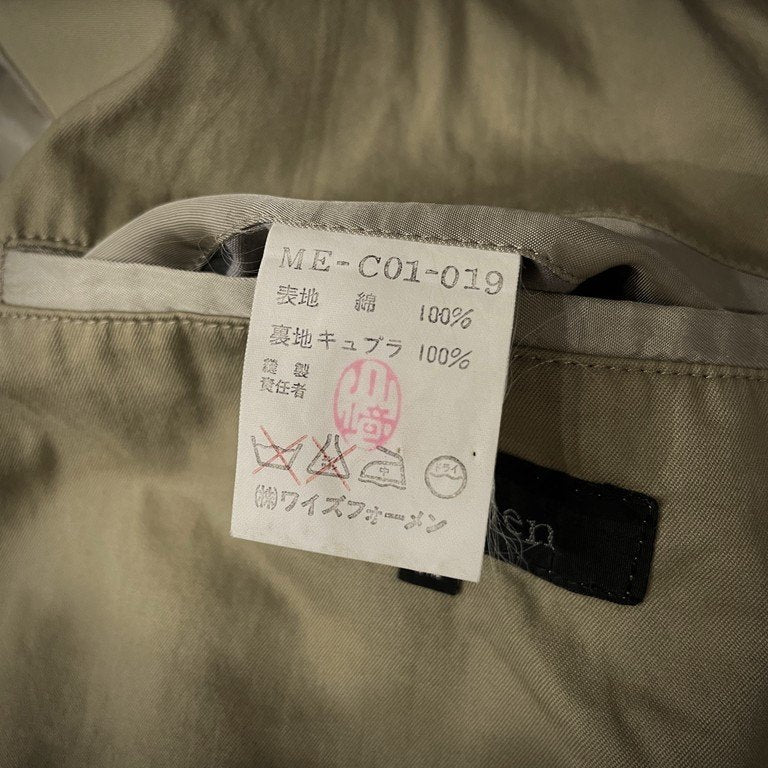 ME-C01-019
表地 綿 100%
裏地キュプラ 100%
縫製
責任者
川崎
中
ドライ
(株)ワイズフォーメン
en